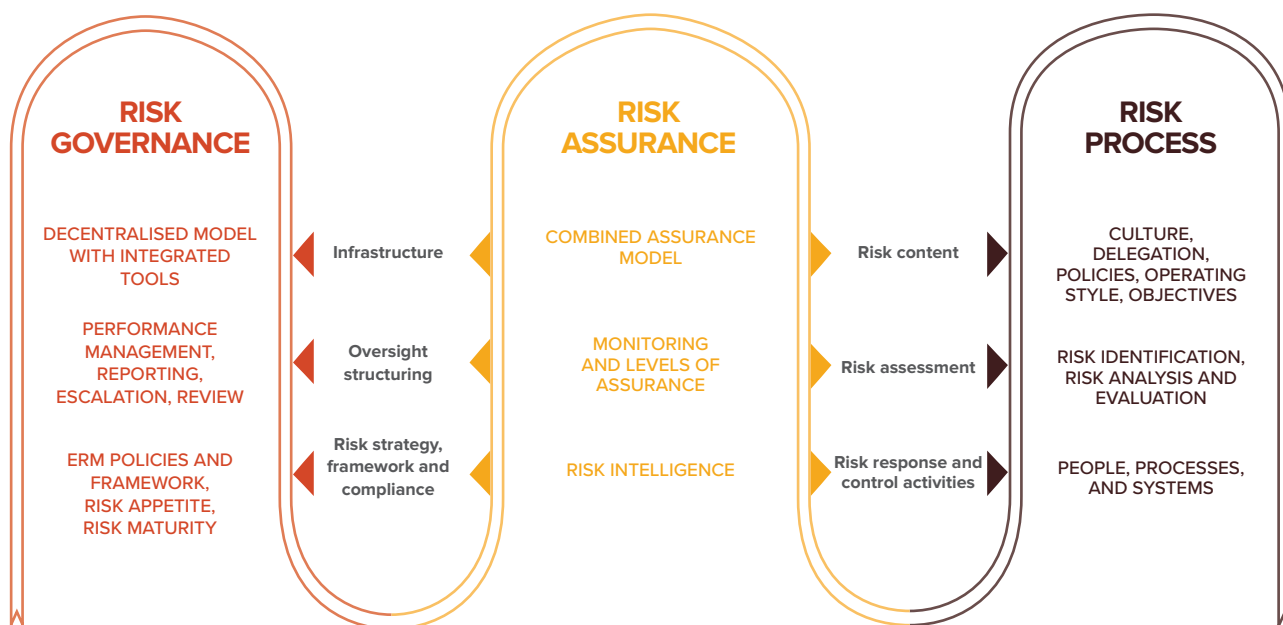 RISK
GOVERNANCE
DECENTRALISED MODEL
WITH INTEGRATED
TOOLS
PERFORMANCE
MANAGEMENT,
REPORTING,
ESCALATION, REVIEW
ERM POLICIES AND
FRAMEWORK,
RISK APPETITE,
RISK MATURITY
Infrastructure
Oversight
structuring
Risk strategy,
framework and
compliance
RISK
ASSURANCE
COMBINED ASSURANCE
MODEL
MONITORING
AND LEVELS OF
ASSURANCE
RISK INTELLIGENCE
Risk content
Risk assessment
Risk response and
control activities
RISK
PROCESS
CULTURE,
DELEGATION,
POLICIES, OPERATING
STYLE, OBJECTIVES
RISK IDENTIFICATION,
RISK ANALYSIS AND
EVALUATION
PEOPLE, PROCESSES,
AND SYSTEMS